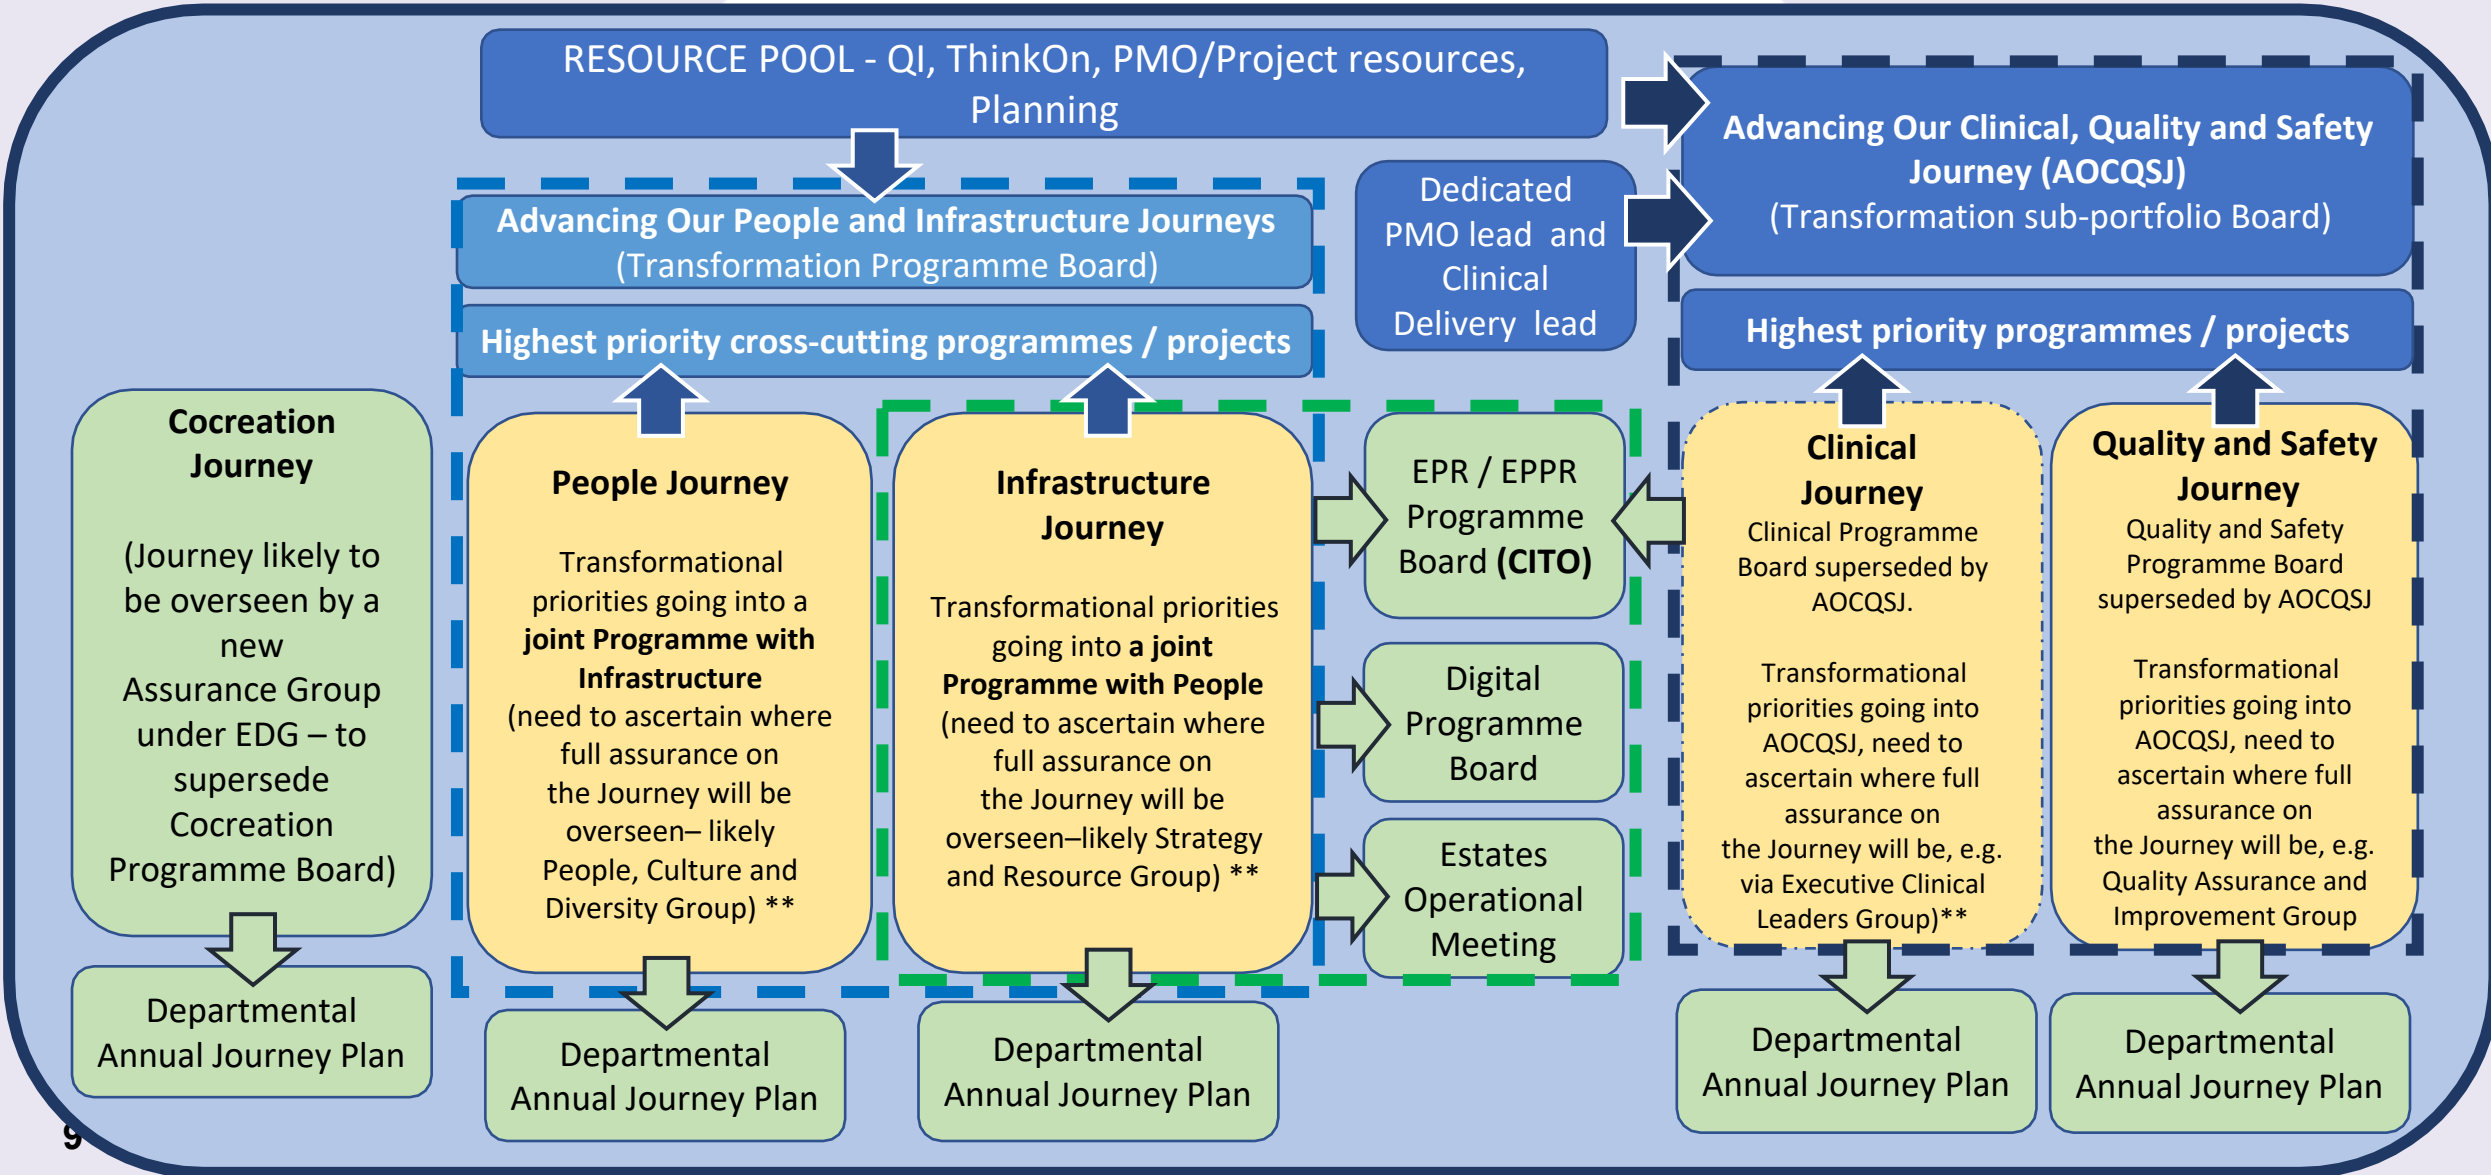 RESOURCE POOL - QI, ThinkOn, PMO/Project resources,
Planning
Advancing Our People and Infrastructure Journeys
(Transformation Programme Board)
Highest priority cross-cutting programmes / projects
Dedicated
PMO lead and
Clinical
Delivery lead
Advancing Our Clinical, Quality and Safety
Journey (AOCQSJ)
(Transformation sub-portfolio Board)
Highest priority programmes / projects
Cocreation
Journey
(Journey likely to
be overseen by a
new
Assurance Group
under EDG – to
supersede
Cocreation
Programme Board)
People Journey
Transformational
priorities going into a
joint Programme with
Infrastructure
(need to ascertain where
full assurance on
the Journey will be
overseen– likely
People, Culture and
Diversity Group) **
Infrastructure
Journey
Transformational priorities
going into a joint
Programme with People
(need to ascertain where
full assurance on
the Journey will be
overseen–likely Strategy
and Resource Group) **
EPR / EPPR
Programme
Board (CITO)
Digital
Programme
Board
Estates
Operational
Meeting
Clinical
Journey
Clinical Programme
Board superseded by
AOCQSJ.
Transformational
priorities going into
AOCQSJ, need to
ascertain where full
assurance on
the Journey will be, e.g.
via Executive Clinical
Leaders Group)**
Quality and Safety
Journey
Quality and Safety
Programme Board
superseded by AOCQSJ
Transformational
priorities going into
AOCQSJ, need to
ascertain where full
assurance on
the Journey will be, e.g.
Quality Assurance and
Improvement Group
Departmental
Annual Journey Plan
Departmental
Annual Journey Plan
Departmental
Annual Journey Plan
Departmental
Annual Journey Plan
Departmental
Annual Journey Plan
9